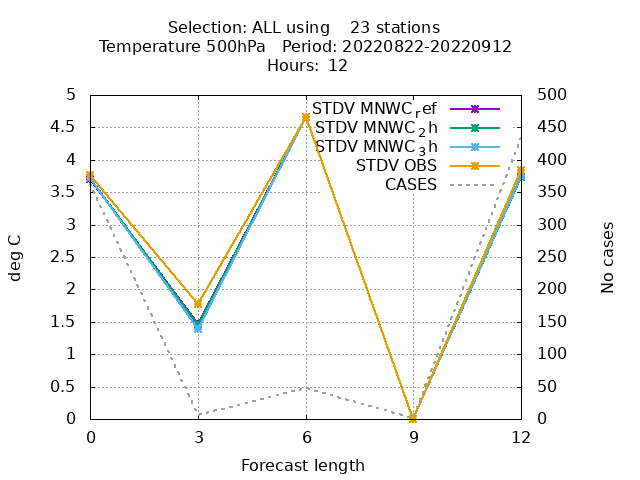 Selection: ALL using 23 stations
Temperature 500hPa Period: 20220822-20220912
Hours: 12
STDV MNWC_ref
STDV MNWC_2h
STDV MNWC_3h
STDV OBS
CASES
5
4.5
4
3.5
3
2.5
2
1.5
1
0.5
0
deg C
500
450
400
350
300
250
200
150
100
50
0
No cases
0 3 6 9 12
Forecast length